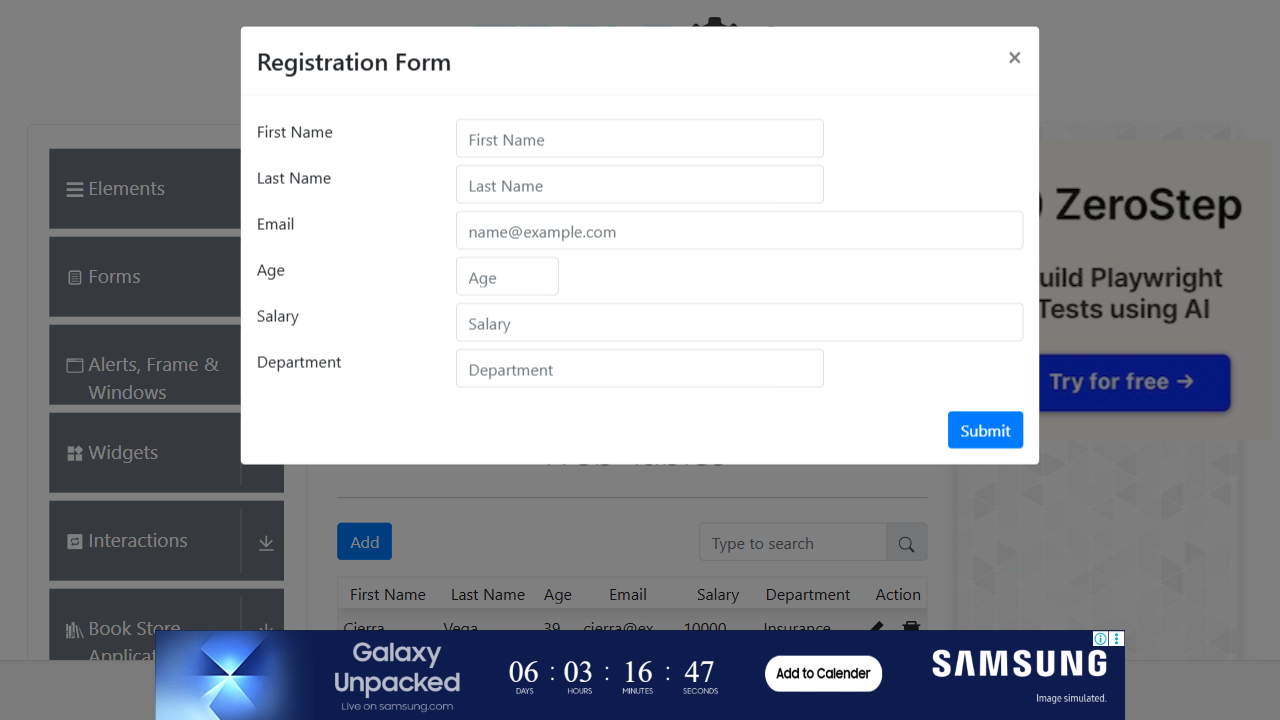 Registration Form
×
First Name
First Name
Last Name
Last Name
Email
name@example.com
Age
Age
Salary
Salary
Department
Department
Submit
Elements
Forms
Alerts, Frame &
Windows
Widgets
Interactions
Book Store
ZeroStep
uild Playwright
Tests using AI
Try for free →
Add
Type to search
First Name Last Name Age Email Salary Department Action
Cierra Vega 39 cierra@ex 10000 Insurance
Galaxy
Unpacked
Live on samsung.com
06 : 03 : 16 : 47
DAYS HOURS MINUTES SECONDS
Add to Calender
SAMSUNG
Image simulated.